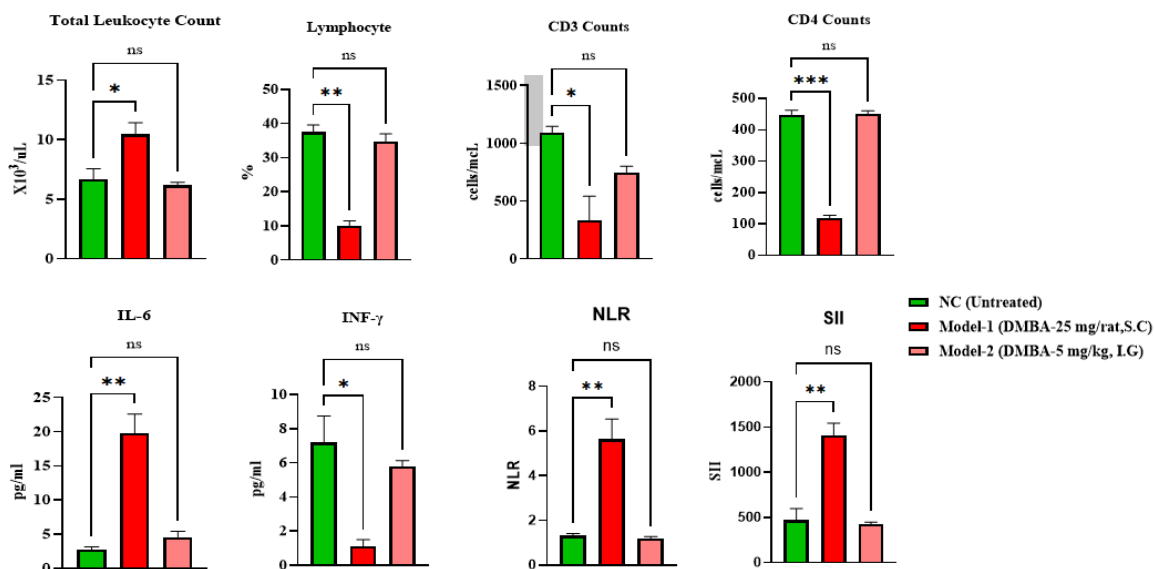 Total Leukocyte Count
ns
*
15
10
5
0
X10³/uL
Lymphocyte
ns
**
50
40
30
20
10
0
%
CD3 Counts
ns
*
1500
1000
500
0
cells/mcL
CD4 Counts
ns
***
500
400
300
200
100
0
cells/mcL
IL-6
ns
**
25
20
15
10
5
0
pg/ml
INF-γ
ns
*
10
8
6
4
2
0
pg/ml
NLR
ns
**
8
6
4
2
0
NLR
SII
ns
**
2000
1500
1000
500
0
SII
NC (Untreated)
Model-1 (DMBA-25 mg/rat,S.C)
Model-2 (DMBA-5 mg/kg, I.G)